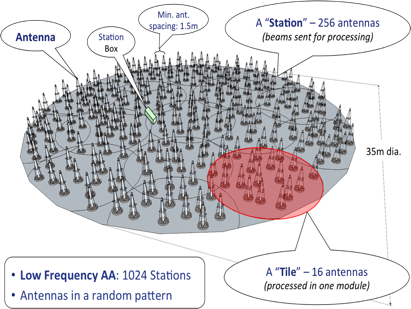 Antenna
Station
Box
Min. ant.
spacing: 1.5m
A “Station” – 256 antennas
(beams sent for processing)
35m dia.
A “Tile” – 16 antennas
(processed in one module)
• Low Frequency AA: 1024 Stations
• Antennas in a random pattern